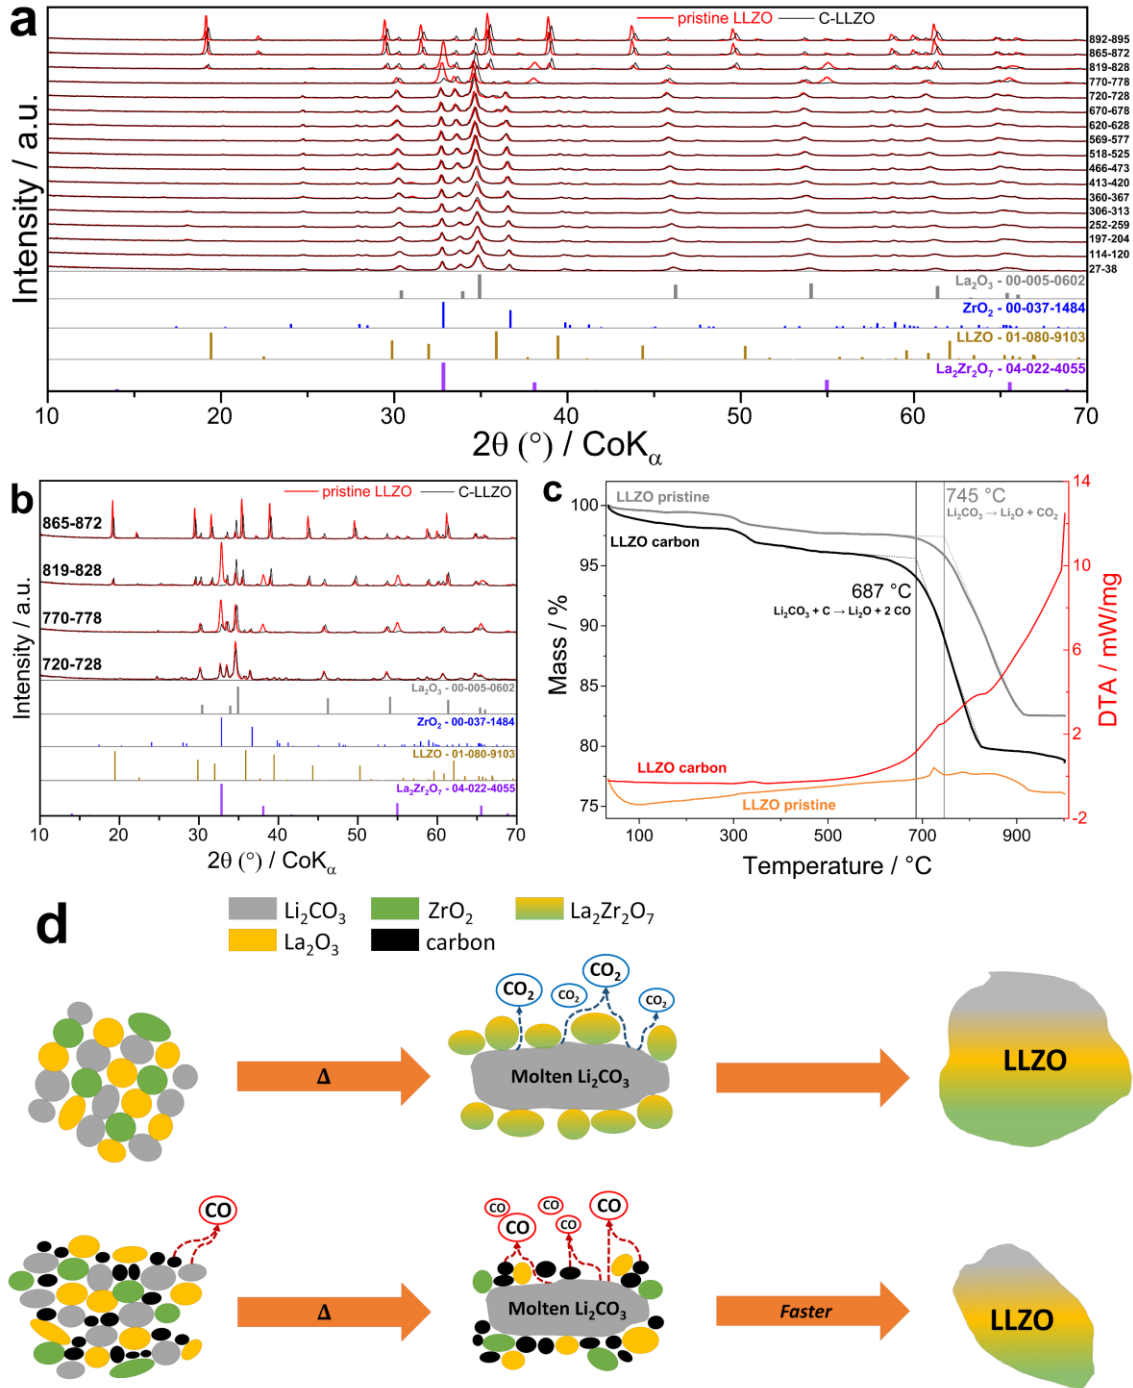 a
pristine LLZO
C-LLZO
892-895
865-872
819-828
770-778
720-728
670-678
620-628
569-577
518-525
466-473
413-420
360-367
306-313
252-259
197-204
114-120
27-38
La₂O₃ - 00-005-0602
ZrO₂ - 00-037-1484
LLZO - 01-080-9103
La₂Zr₂O₇ - 04-022-4055
Intensity / a.u.
10 20 30 40 50 60 70
2θ (°) / CoKα
b
pristine LLZO
C-LLZO
865-872
819-828
770-778
720-728
La₂O₃ - 00-005-0602
ZrO₂ - 00-037-1484
LLZO - 01-080-9103
La₂Zr₂O₇ - 04-022-4055
Intensity / a.u.
10 20 30 40 50 60 70
2θ (°) / CoKα
c
100
95
90
85
80
75
Mass / %
LLZO pristine
LLZO carbon
745 °C
Li₂CO₃ → Li₂O + CO₂
687 °C
Li₂CO₃ + C → Li₂O + 2 CO
LLZO carbon
LLZO pristine
14
10
6
2
-2
DTA / mW/mg
100 300 500 700 900
Temperature / °C
d
Li₂CO₃
ZrO₂
La₂Zr₂O₇
La₂O₃
carbon
CO₂
CO₂
CO₂
CO₂
Δ
Molten Li₂CO₃
LLZO
CO
CO
CO
CO
CO
CO
Δ
Molten Li₂CO₃
Faster
LLZO